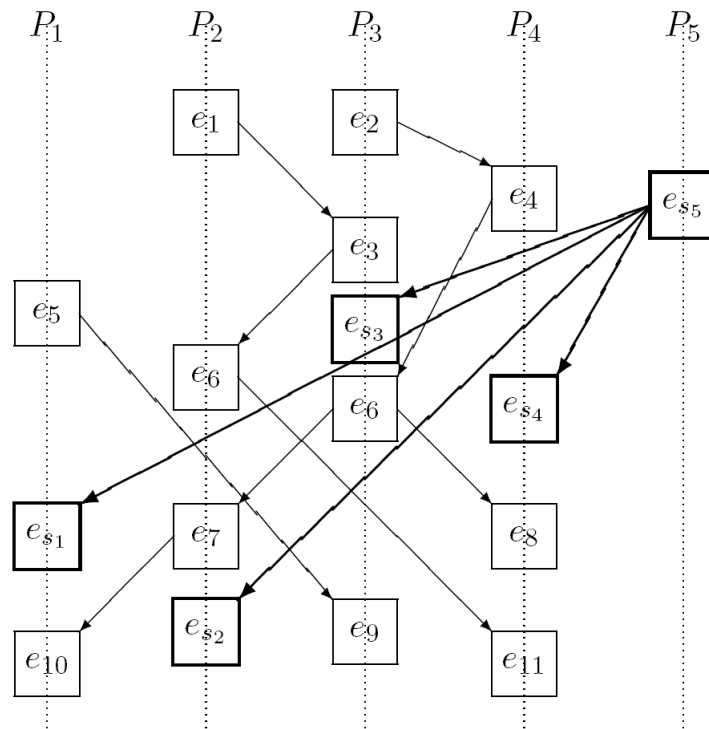 P₁ P₂ P₃ P₄ P₅
e₁ e₂
e₄ eₛ₅
e₃
e₅ eₛ₃
e₆ e₆ eₛ₄
eₛ₁ e₇ e₈
e₁₀ eₛ₂ e₉ e₁₁